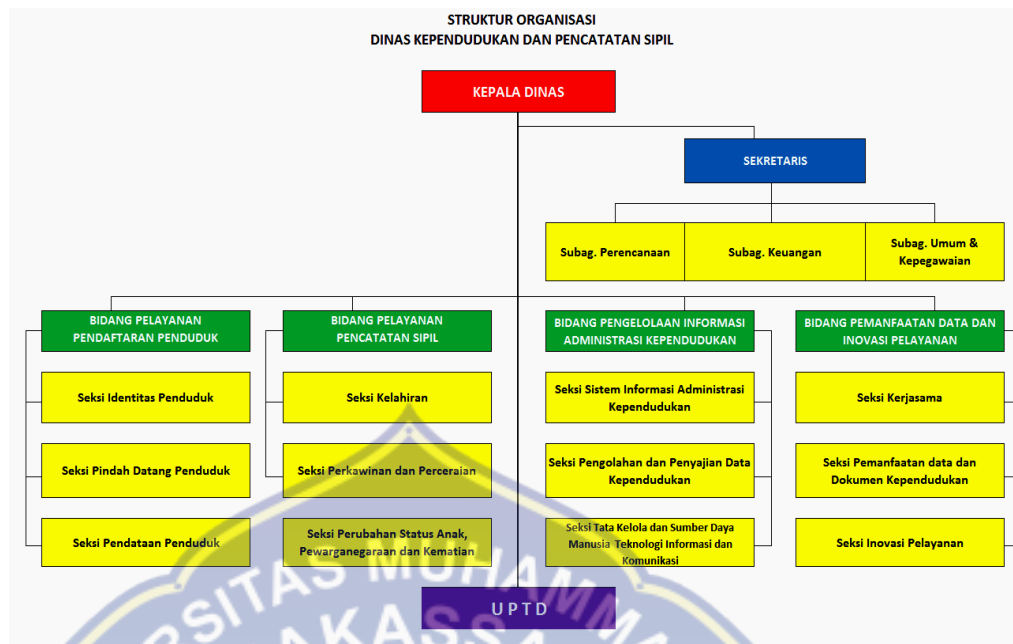 STRUKTUR ORGANISASI
DINAS KEPENDUDUKAN DAN PENCATATAN SIPIL
KEPALA DINAS
SEKRETARIS
Subag. Perencanaan
Subag. Keuangan
Subag. Umum &
Kepegawaian
BIDANG PELAYANAN
PENDAFTARAN PENDUDUK
Seksi Identitas Penduduk
Seksi Pindah Datang Penduduk
Seksi Pendataan Penduduk
BIDANG PELAYANAN
PENCATATAN SIPIL
Seksi Kelahiran
Seksi Perkawinan dan Perceraian
Seksi Perubahan Status Anak,
Pewarganegaraan dan Kematian
BIDANG PENGELOLAAN INFORMASI
ADMINISTRASI KEPENDUDUKAN
Seksi Sistem Informasi Administrasi
Kependudukan
Seksi Pengolahan dan Penyajian Data
Kependudukan
Seksi Tata Kelola dan Sumber Daya
Manusia Teknologi Informasi dan
Komunikasi
BIDANG PEMANFAATAN DATA DAN
INOVASI PELAYANAN
Seksi Kerjasama
Seksi Pemanfaatan data dan
Dokumen Kependudukan
Seksi Inovasi Pelayanan
UPTD